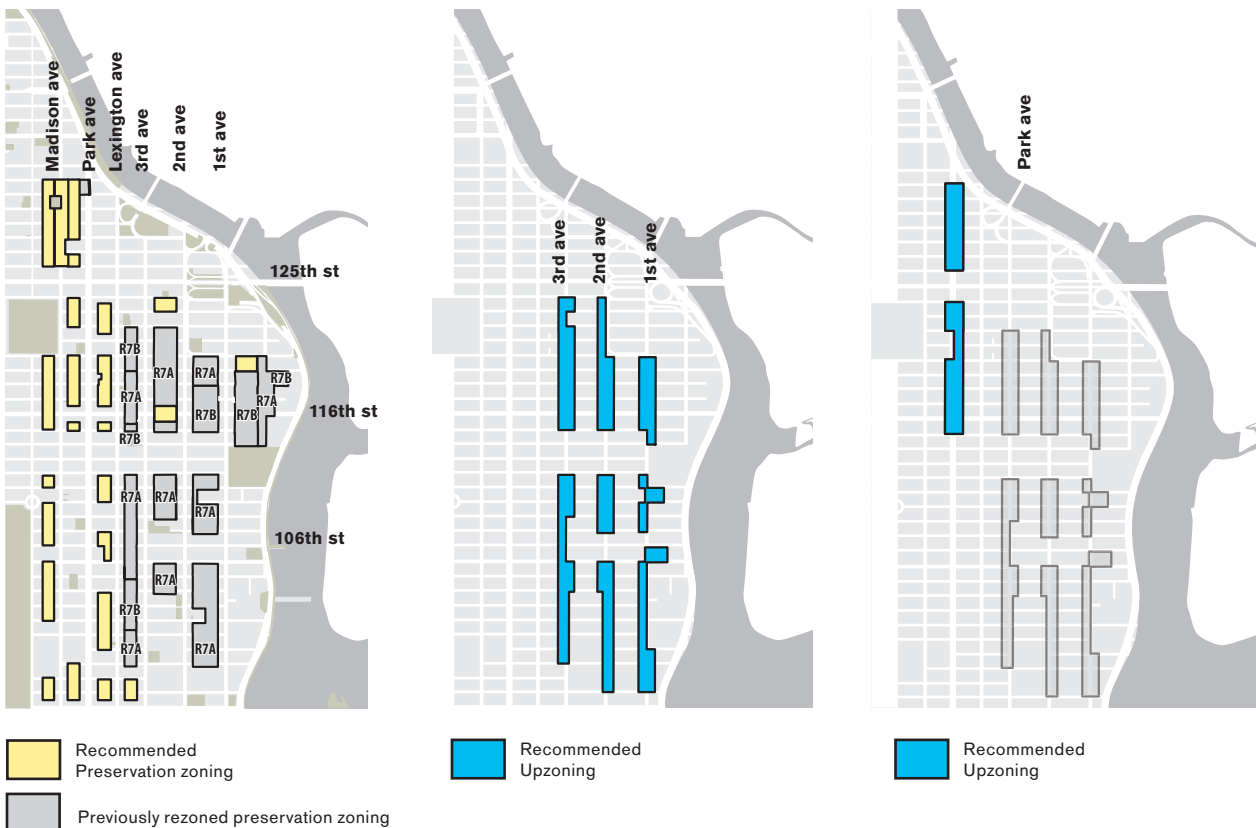 Madison ave
Park ave
Lexington ave
3rd ave
2nd ave
1st ave
125th st
R7B
R7A
R7A
R7B
R7A
R7B
R7B
R7A
R7B
116th st
R7A
R7A
R7A
106th st
R7A
R7B
R7A
R7A
Recommended
Preservation zoning
Previously rezoned preservation zoning
3rd ave
2nd ave
1st ave
Recommended
Upzoning
Park ave
Recommended
Upzoning